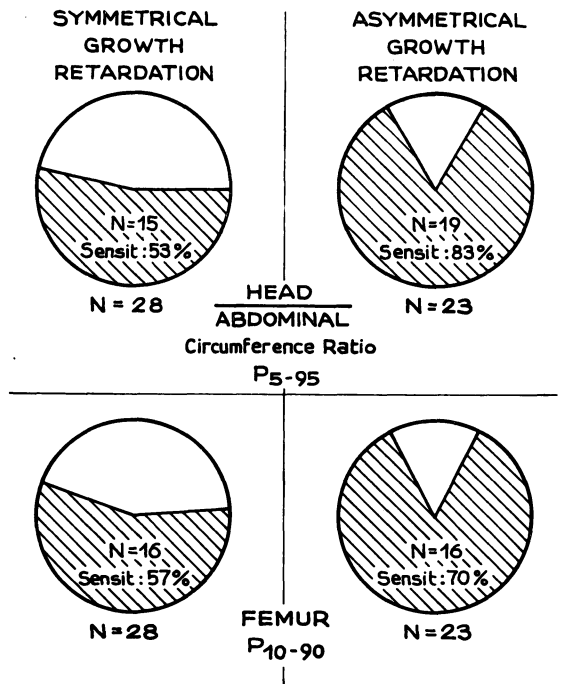 SYMMETRICAL
GROWTH
RETARDATION
ASYMMETRICAL
GROWTH
RETARDATION
N=15
Sensit:53%
N=28
N=19
Sensit:83%
N=23
HEAD
ABDOMINAL
Circumference Ratio
P5-95
N=16
Sensit:57%
N=28
N=16
Sensit:70%
N=23
FEMUR
P10-90